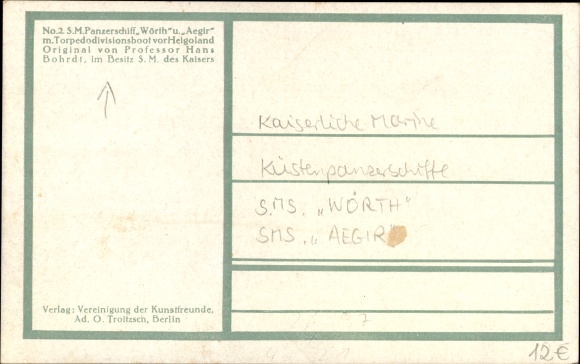 No. 2. S. M. Panzerschiff „Wörth" u. „Aegir"
m. Torpedodivisionsboot vor Helgoland
Original von Professor Hans
Bohrdt, im Besitz S. M. des Kaisers
Kaiserliche Marine
Küstenpanzerschiffe
S.MS. „WÖRTH"
SMS. „AEGIR"
Verlag: Vereinigung der Kunstfreunde,
Ad. O. Troitzsch, Berlin
12€